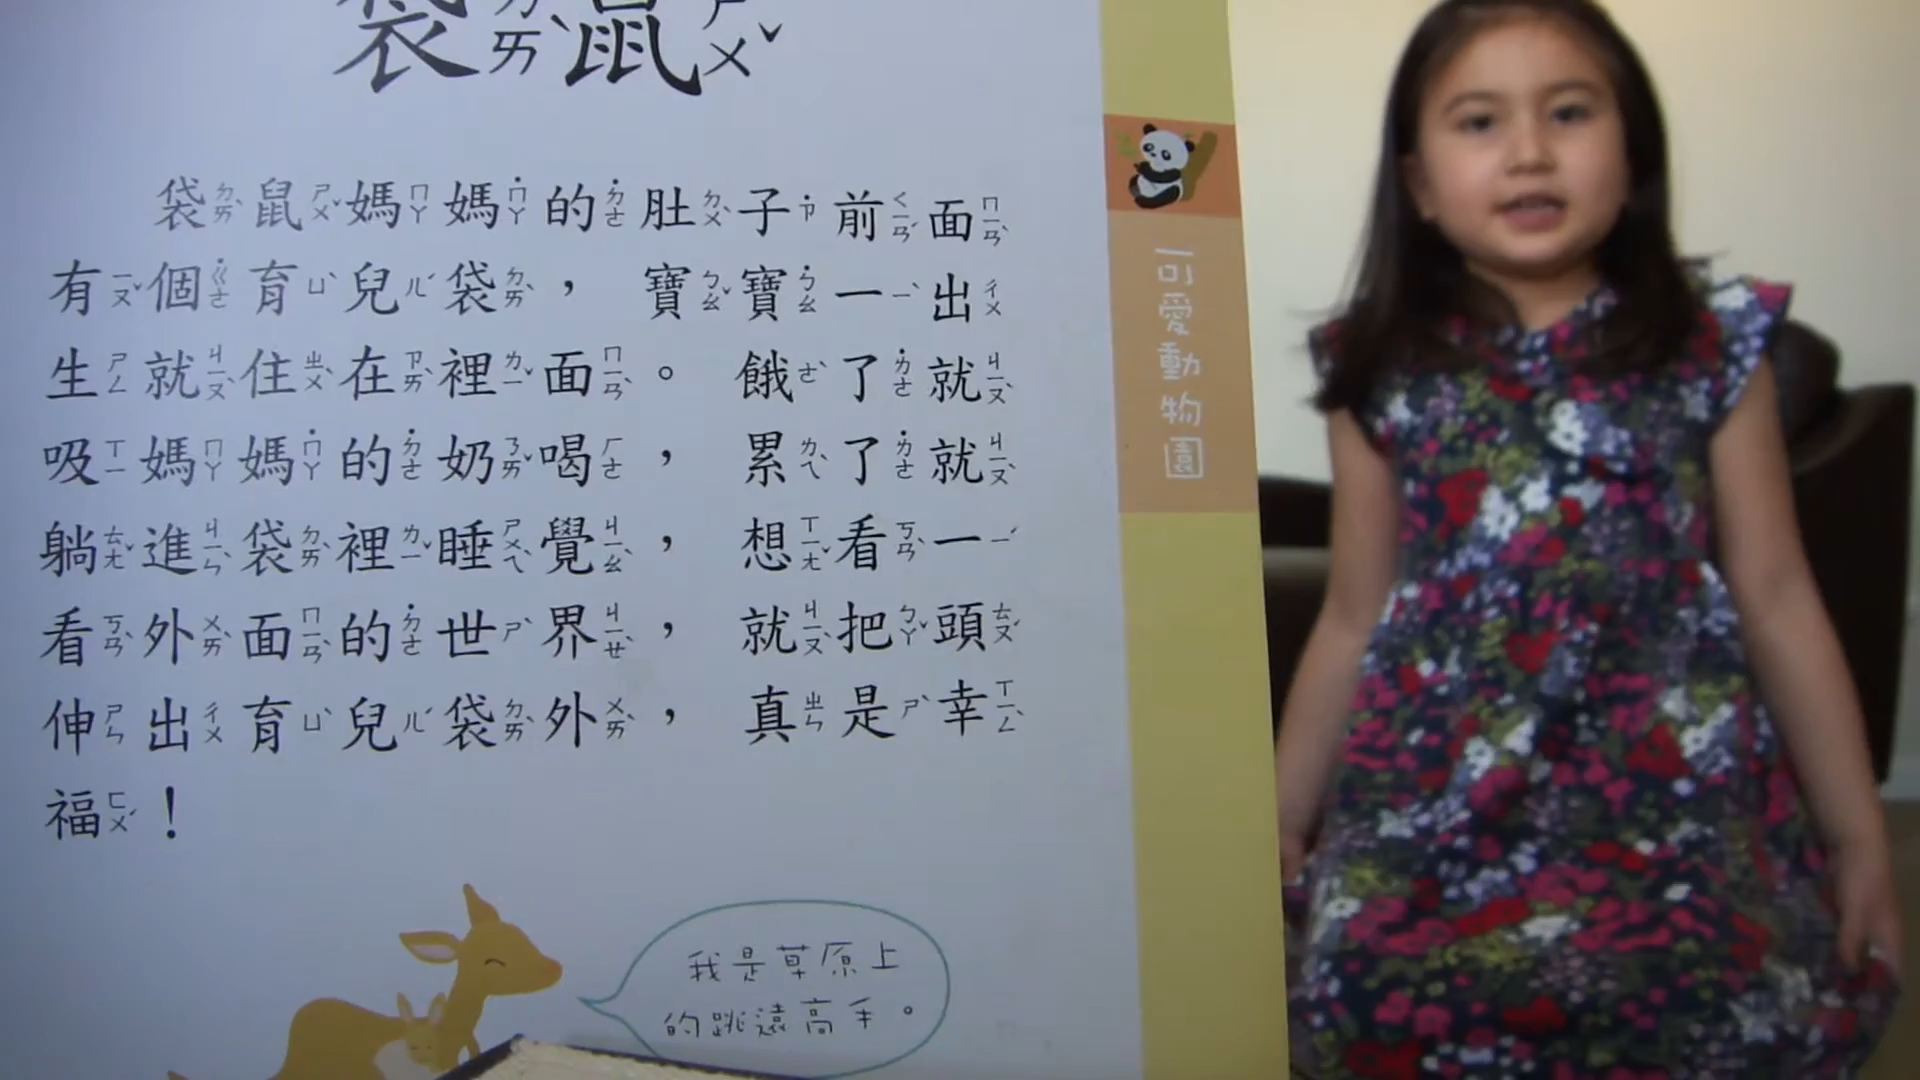 袋鼠
袋鼠媽媽的肚子前面
有個育兒袋，寶寶一出
生就住在裡面。餓了就
吸媽媽的奶喝，累了就
躺進袋裡睡覺，想看一
看外面的世界，就把頭
伸出育兒袋外，真是幸
福！
我是草原上
的跳遠高手。
可愛動物園